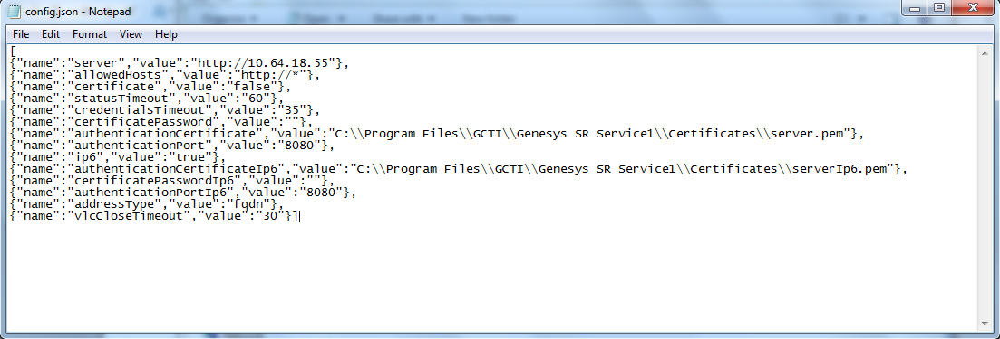 config.json - Notepad
File Edit Format View Help
[
{"name":"server","value":"http://10.64.18.55"},
{"name":"allowedHosts","value":"http://*"},
{"name":"certificate","value":"false"},
{"name":"statusTimeout","value":"60"},
{"name":"credentialsTimeout","value":"35"},
{"name":"certificatePassword","value":""},
{"name":"authenticationCertificate","value":"C:\\Program Files\\GCTI\\Genesys SR Service1\\Certificates\\server.pem"},
{"name":"authenticationPort","value":"8080"},
{"name":"ip6","value":"true"},
{"name":"authenticationCertificateIp6","value":"C:\\Program Files\\GCTI\\Genesys SR Service1\\Certificates\\serverIp6.pem"},
{"name":"certificatePasswordIp6","value":""},
{"name":"authenticationPortIp6","value":"8080"},
{"name":"addressType","value":"fqdn"},
{"name":"vlcCloseTimeout","value":"30"}]